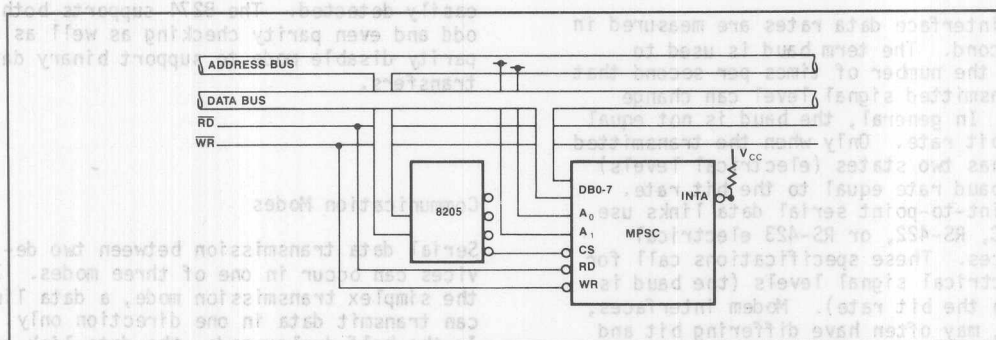 ADDRESS BUS
DATA BUS
RD
WR
8205
DB0-7
A0
A1
CS
RD
WR
MPSC
INTA
VCC
interface data rates are measured in
cond. The term baud is used to
the number of times per second that
nsmitted signal level can change
In general, the baud is not equal
bit rate. Only when the transmitted
has two states (electrical levels)
baud rate equal to the bit rate.
int-to-point serial data links use
C, RS-422, or RS-423 electrical
ces. These specifications call for
ctrical signal levels (the baud is
the bit rate). Modem interfaces,
may often have differing bit and
easily detected. The 8274 supports both
odd and even parity checking as well as
parity disable mode to support binary da
transfers.
Communication Modes
Serial data transmission between two de-
vices can occur in one of three modes.
the simplex transmission mode, a data li
can transmit data in one direction only